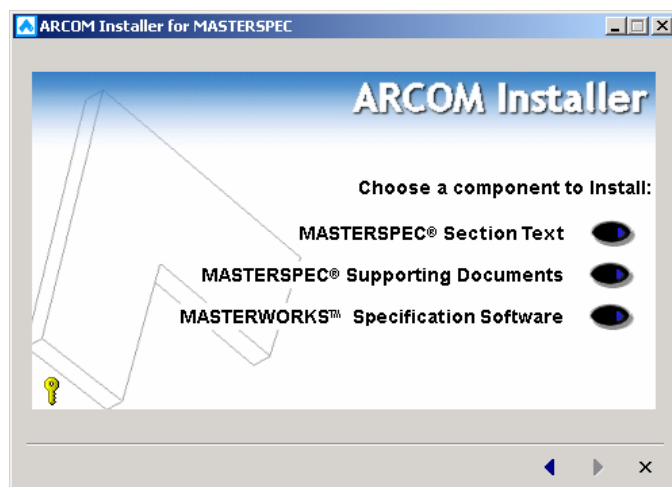 ARCOM Installer for MASTERSPEC
ARCOM Installer
Choose a component to Install:
MASTERSPEC® Section Text
MASTERSPEC® Supporting Documents
MASTERWORKS™ Specification Software